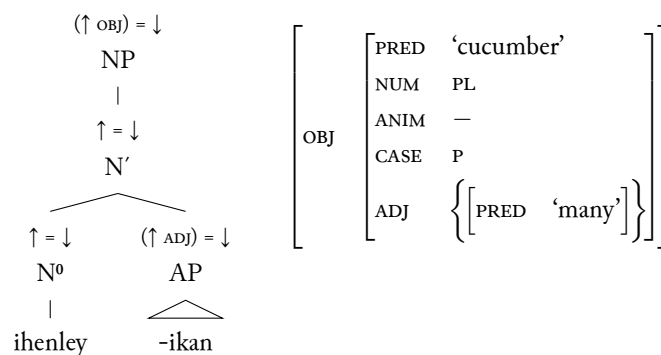 (↑ OBJ) = ↓
NP
↑ = ↓
N′
↑ = ↓ (↑ ADJ) = ↓
N⁰ AP
ihenley -ikan
OBJ
PRED ‘cucumber’
NUM PL
ANIM —
CASE P
ADJ {[PRED ‘many’]}